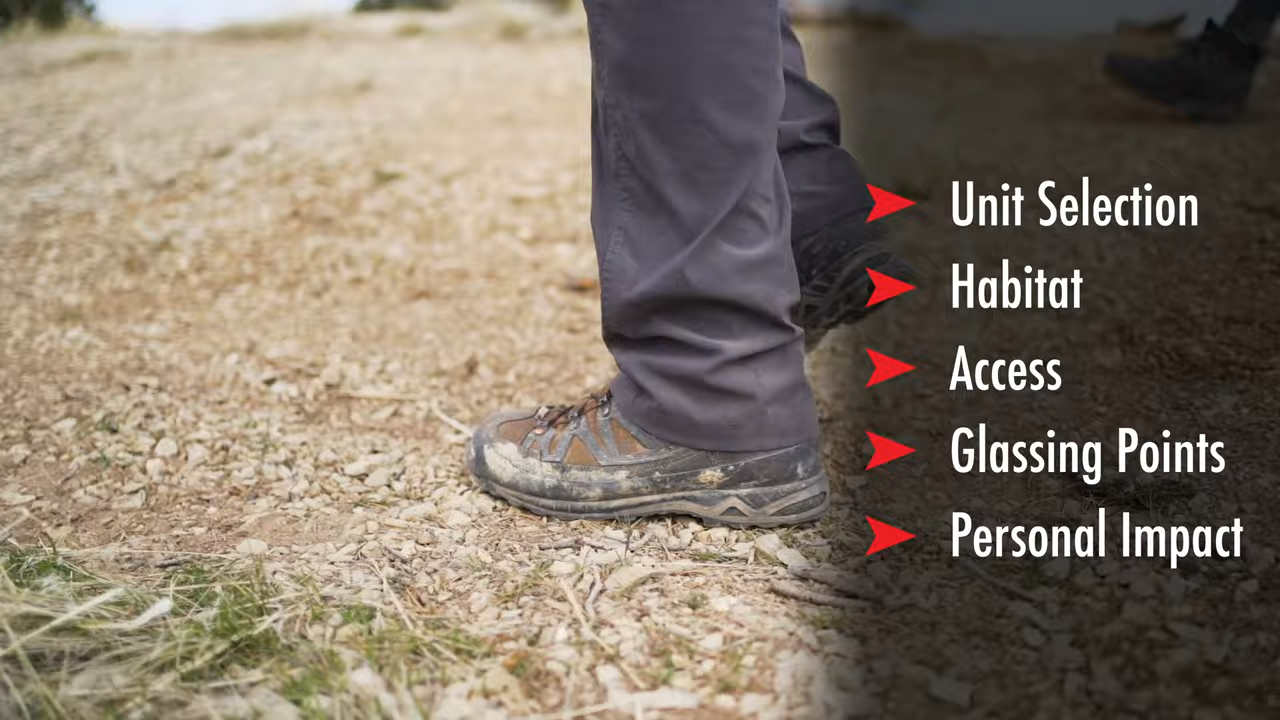 Unit Selection
Habitat
Access
Glassing Points
Personal Impact